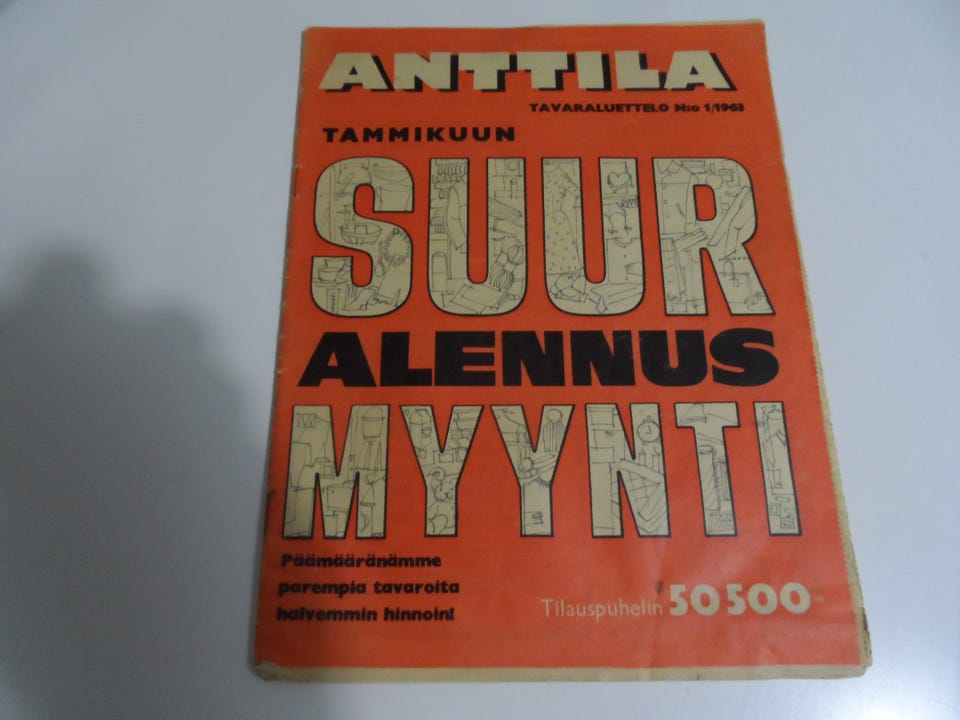 ANTTILA
TAVARALUETTELO N:o 1/1963
TAMMIKUUN
SUUR
ALENNUS
MYYNTI
Päämääränämme
parempia tavaroita
halvemmin hinnoin!
Tilauspuhelin 50 500